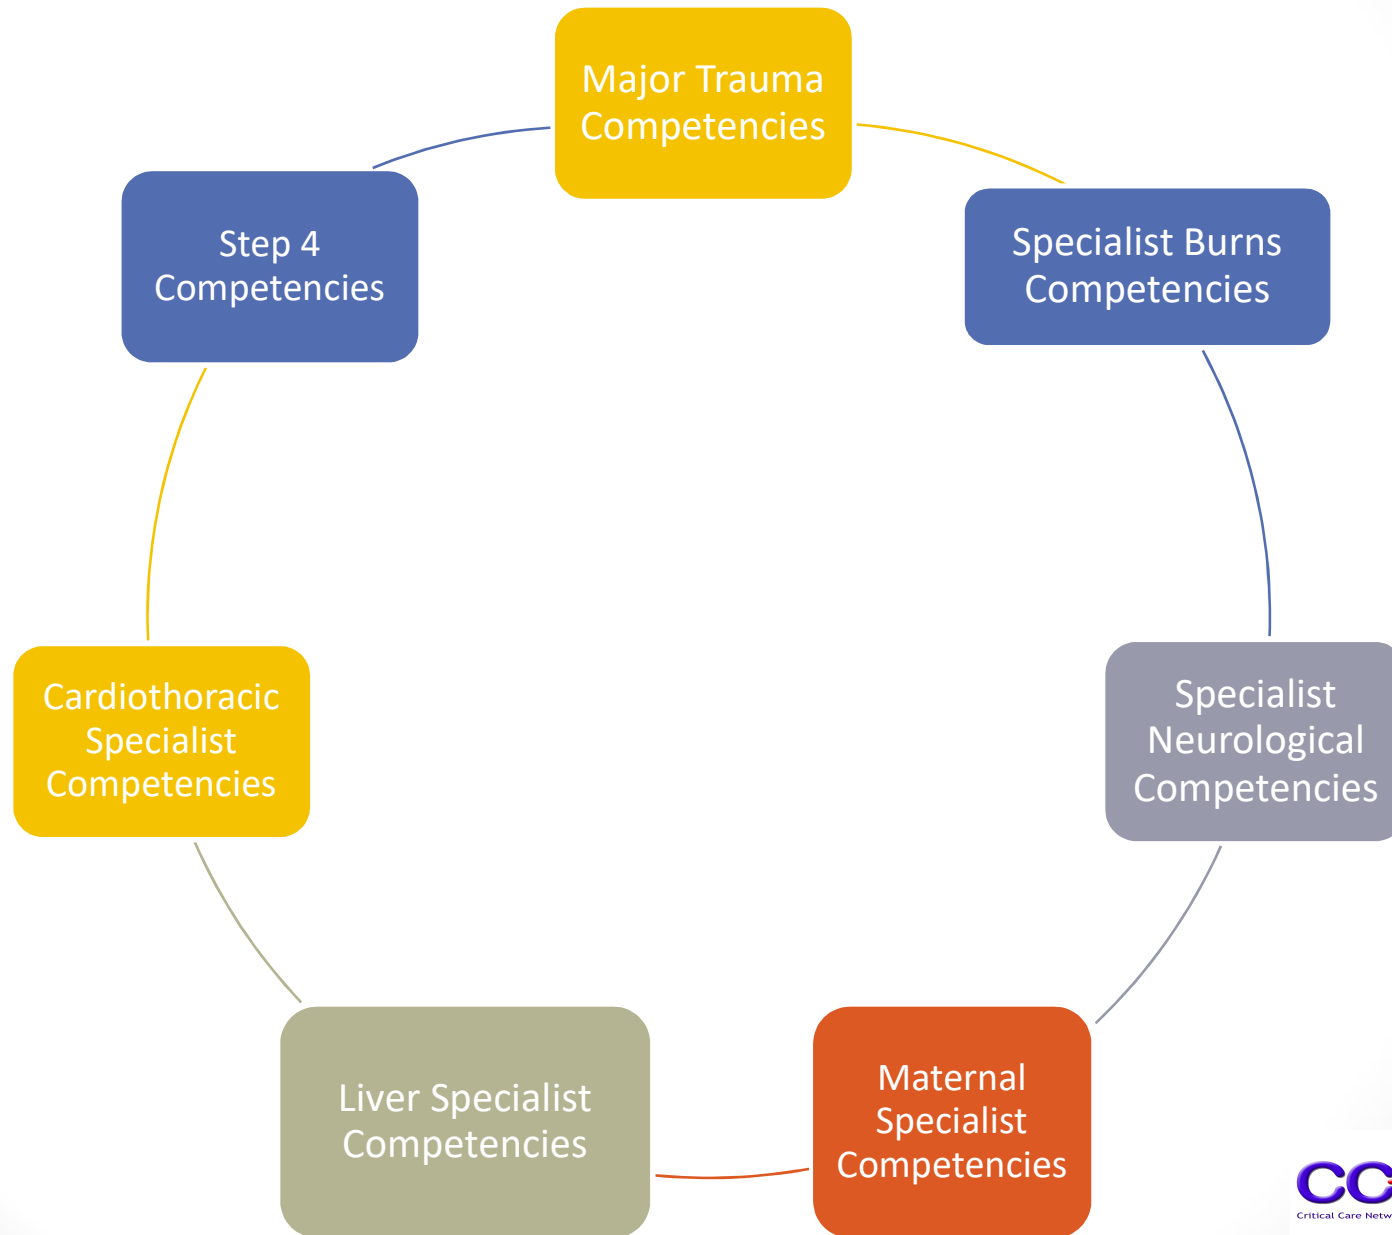 Major Trauma
Competencies
Specialist Burns
Competencies
Specialist
Neurological
Competencies
Maternal
Specialist
Competencies
Liver Specialist
Competencies
Cardiothoracic
Specialist
Competencies
Step 4
Competencies
CC
Critical Care